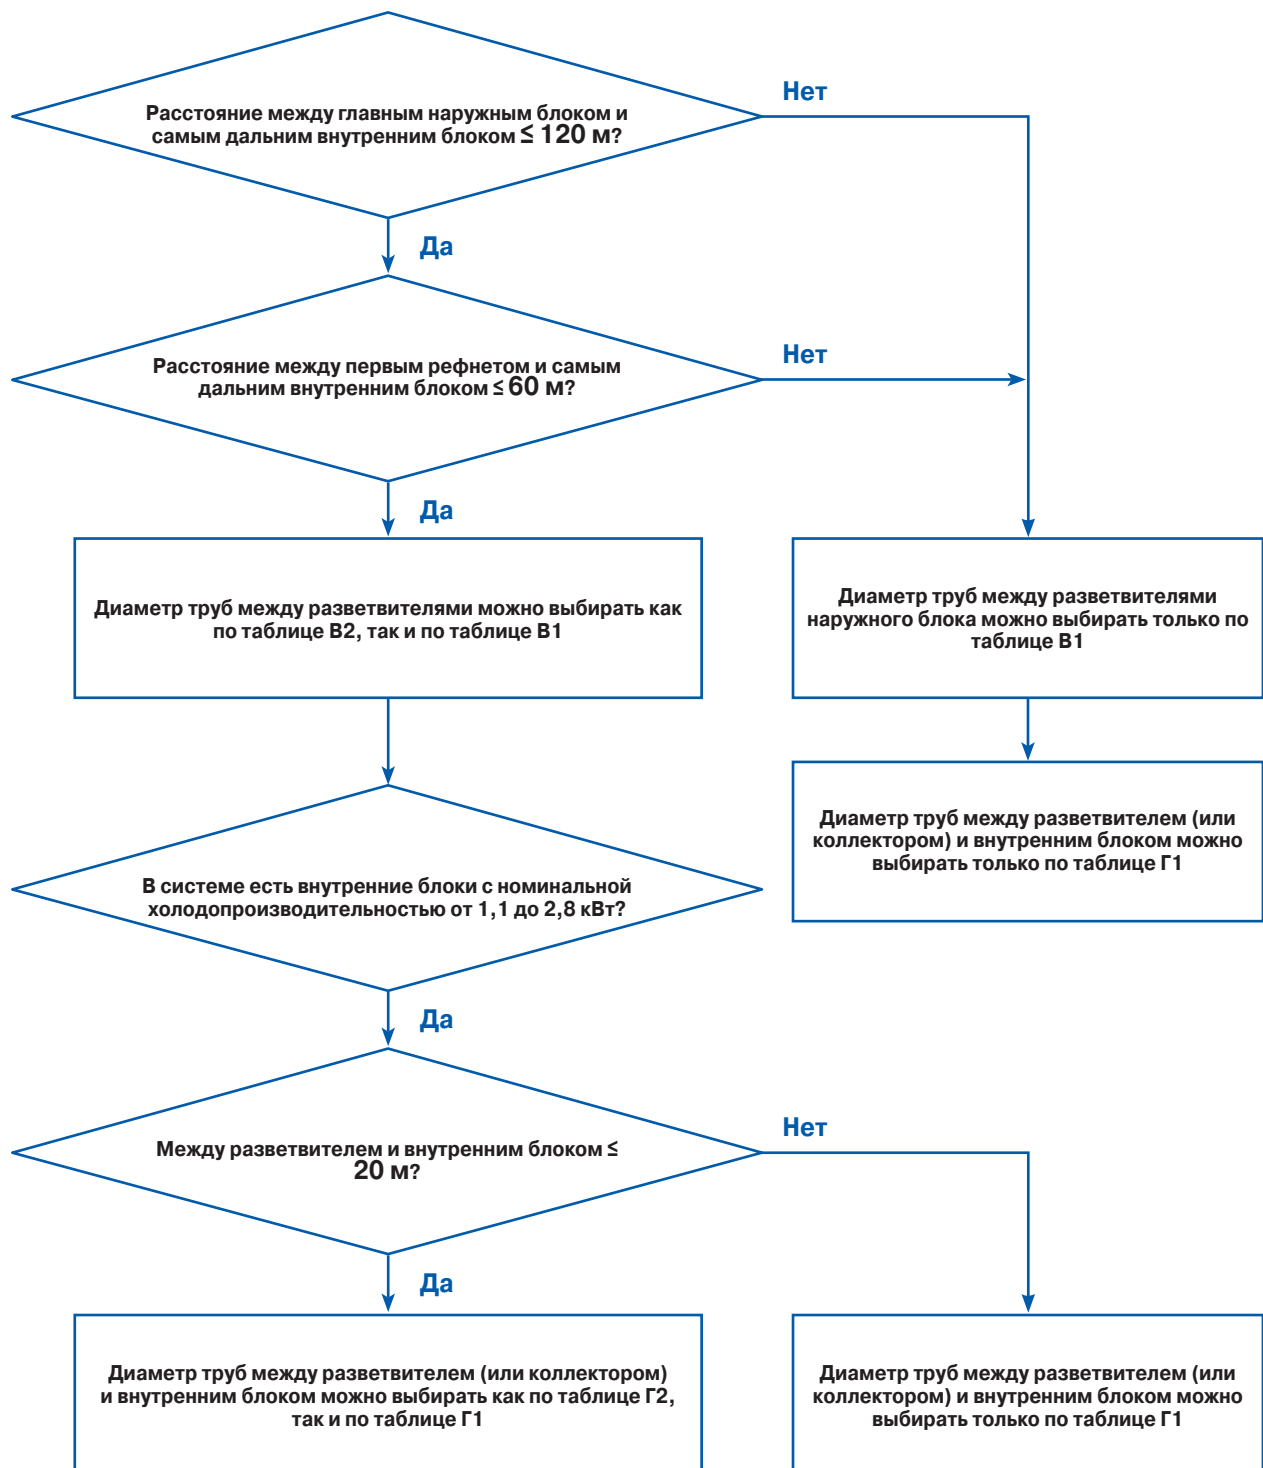 Расстояние между главным наружным блоком и
самым дальним внутренним блоком ≤ 120 м?
Нет
Да
Расстояние между первым рефнетом и самым
дальним внутренним блоком ≤ 60 м?
Нет
Да
Диаметр труб между разветвителями можно выбирать как
по таблице В2, так и по таблице В1
Диаметр труб между разветвителями
наружного блока можно выбирать только по
таблице В1
Диаметр труб между разветвителем (или
коллектором) и внутренним блоком можно
выбирать только по таблице Г1
В системе есть внутренние блоки с номинальной
холодопроизводительностью от 1,1 до 2,8 кВт?
Да
Между разветвителем и внутренним блоком ≤
20 м?
Нет
Да
Диаметр труб между разветвителем (или коллектором)
и внутренним блоком можно выбирать как по таблице Г2,
так и по таблице Г1
Диаметр труб между разветвителем (или
коллектором) и внутренним блоком можно
выбирать только по таблице Г1